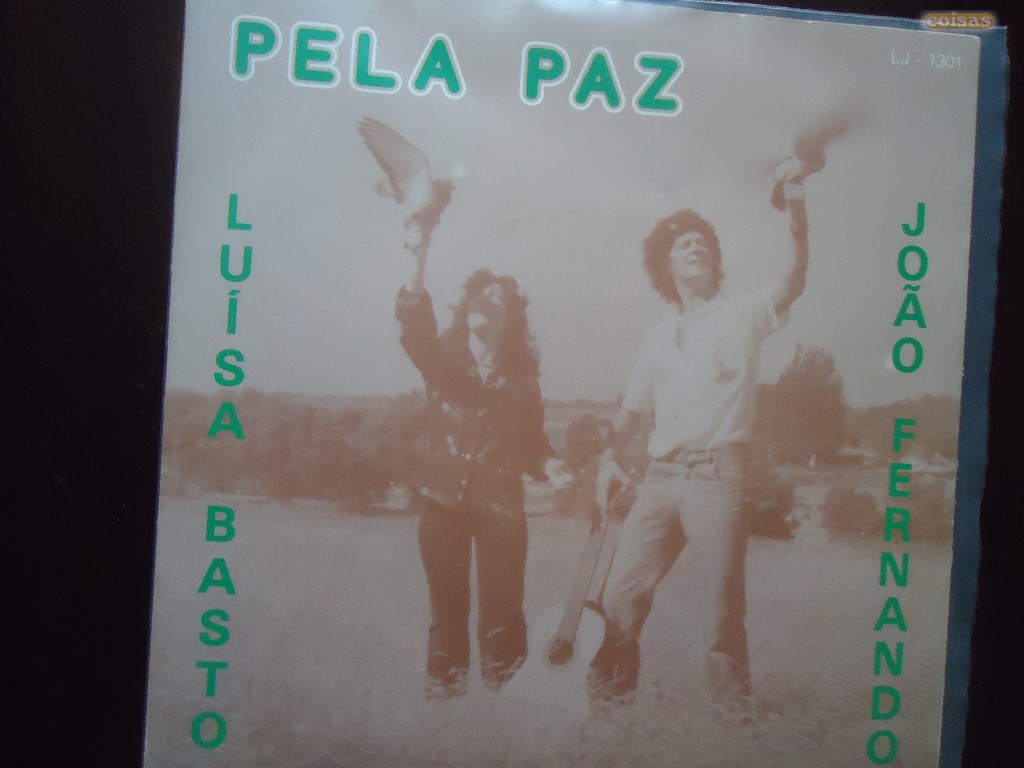 coisas
PELA PAZ
LJ - 1301
LUÍSA BASTO
JOÃO FERNANDO